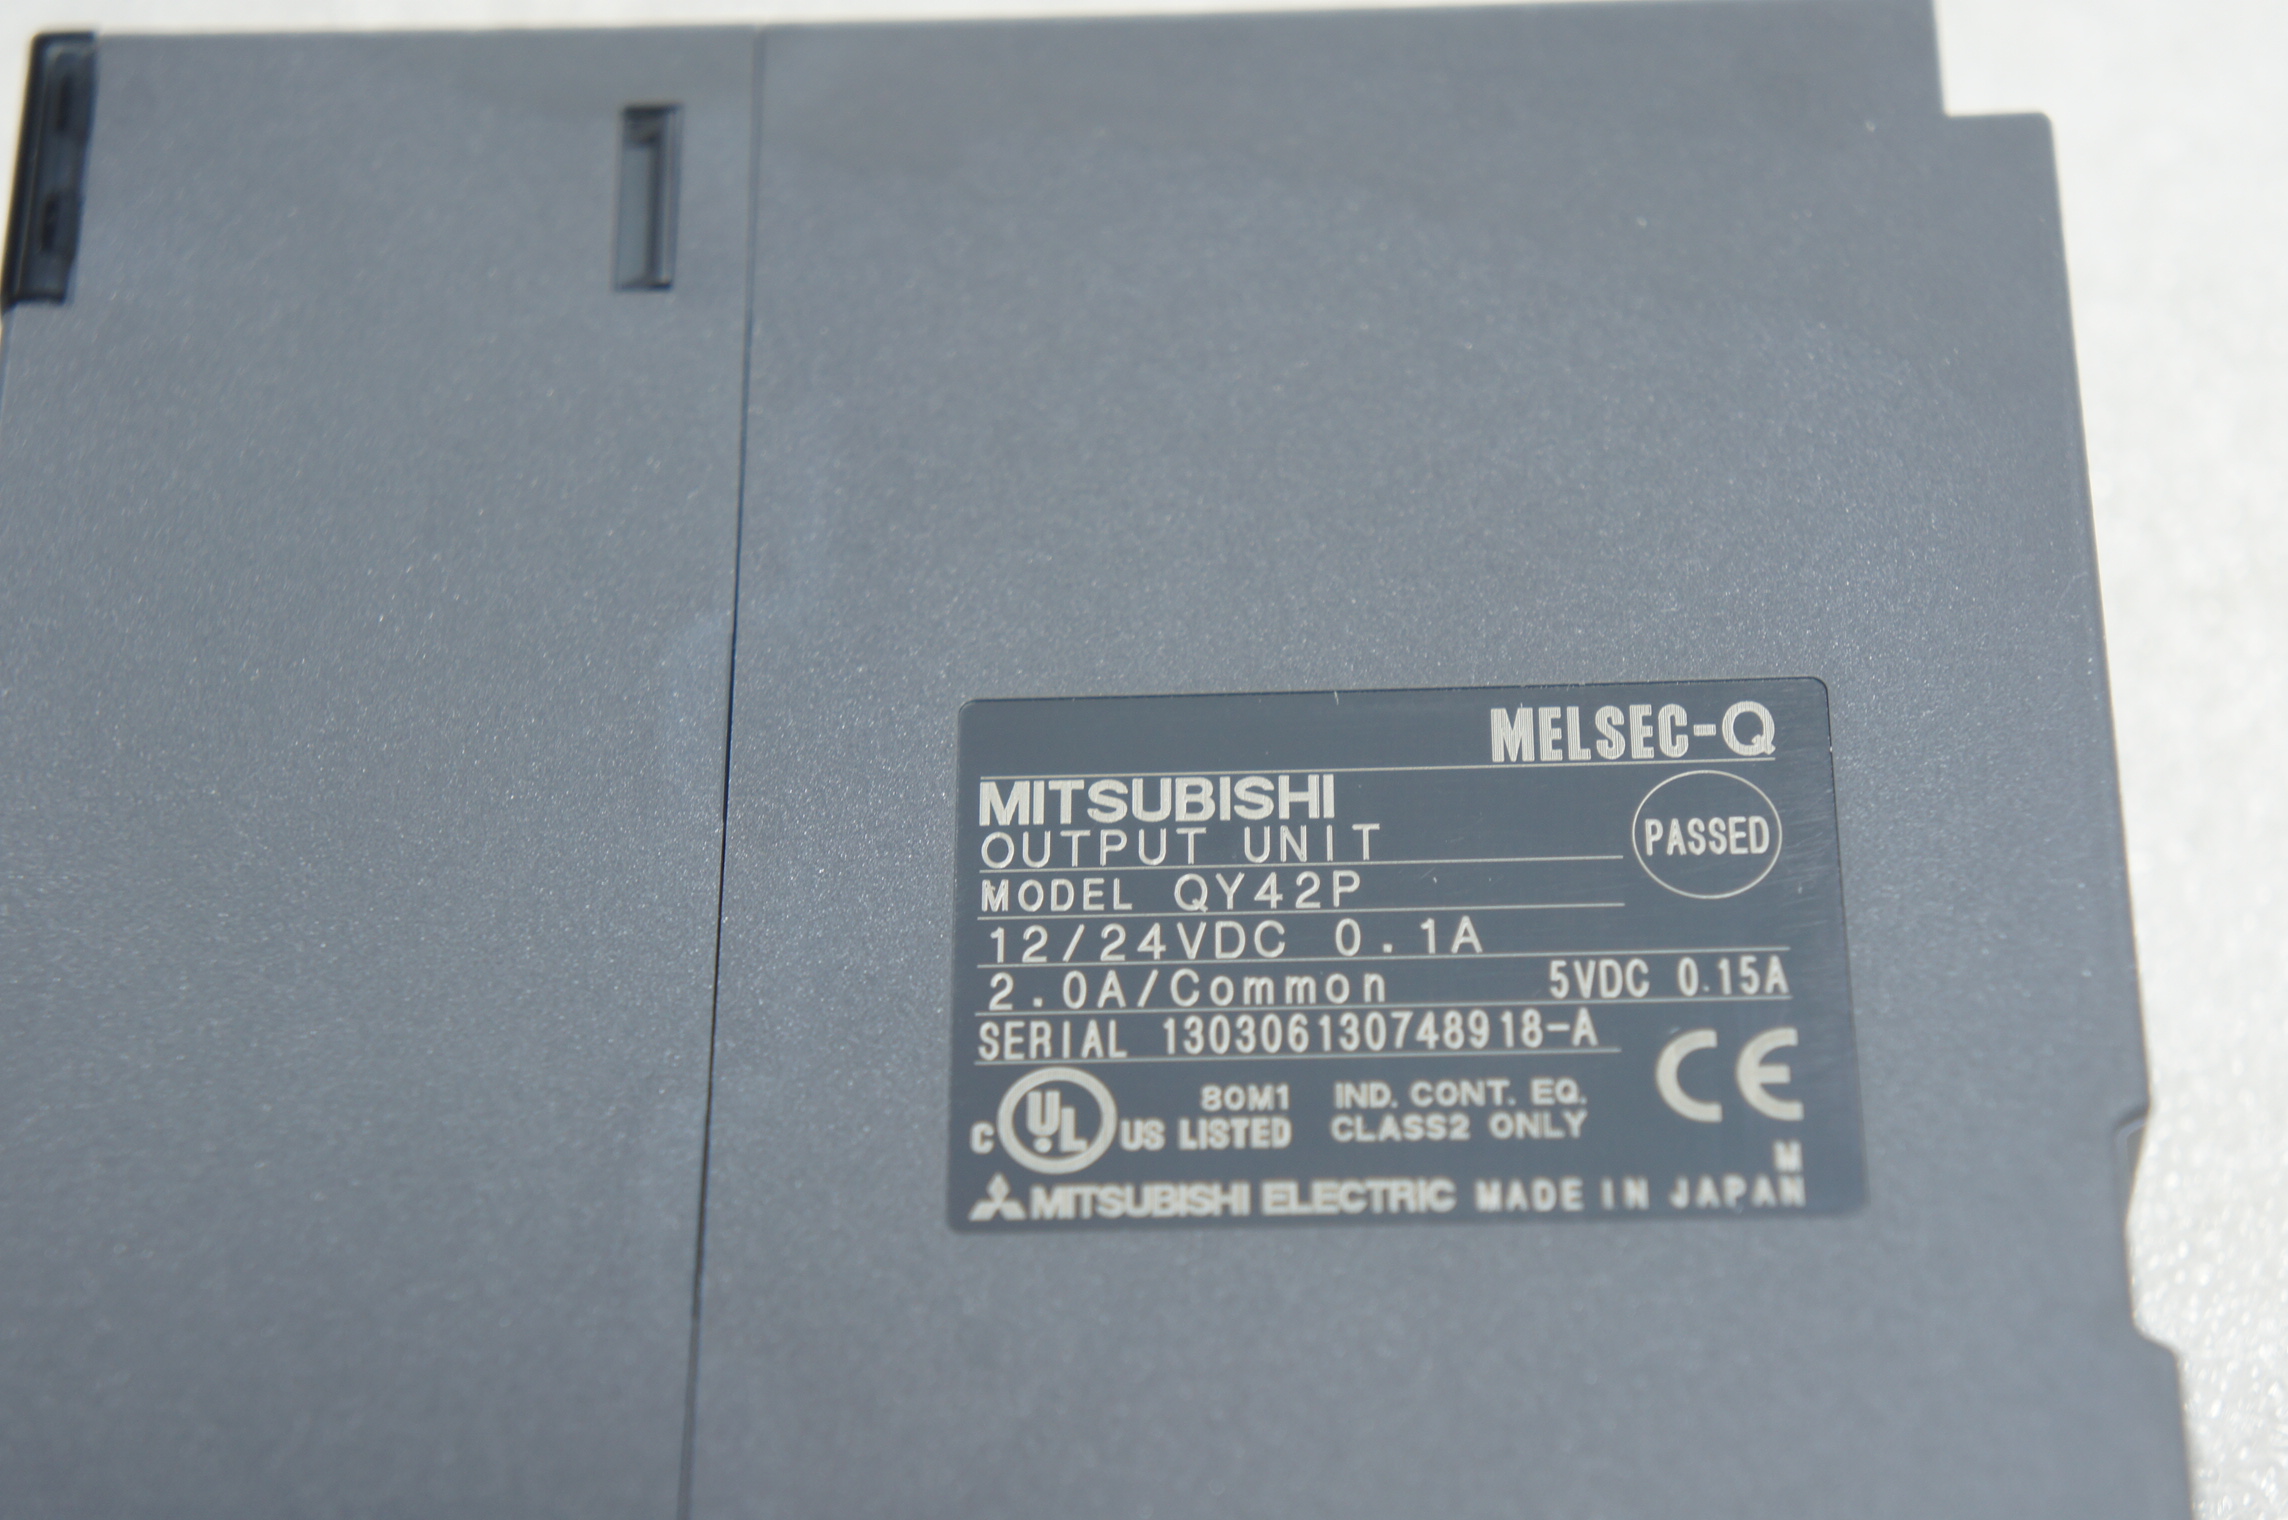 MELSEC-Q
MITSUBISHI
OUTPUT UNIT
PASSED
MODEL QY42P
12/24VDC 0.1A
2.0A/Common 5VDC 0.15A
SERIAL 130306130748918-A
CE
C UL US LISTED 80M1 IND. CONT. EQ.
CLASS2 ONLY
M
MITSUBISHI ELECTRIC MADE IN JAPAN